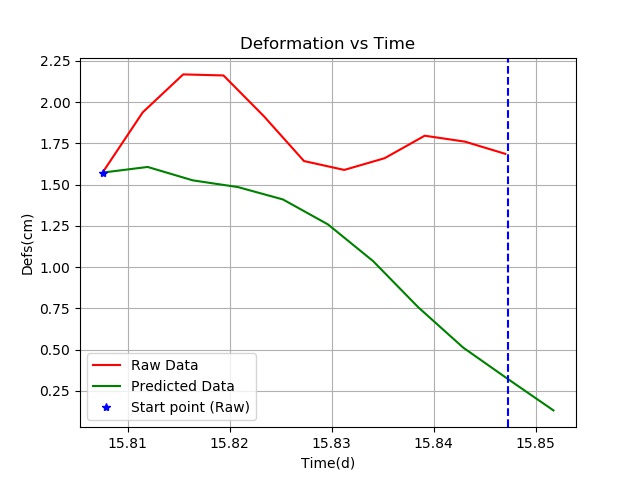 Deformation vs Time
Defs(cm)
2.25
2.00
1.75
1.50
1.25
1.00
0.75
0.50
0.25
Raw Data
Predicted Data
Start point (Raw)
15.81 15.82 15.83 15.84 15.85
Time(d)